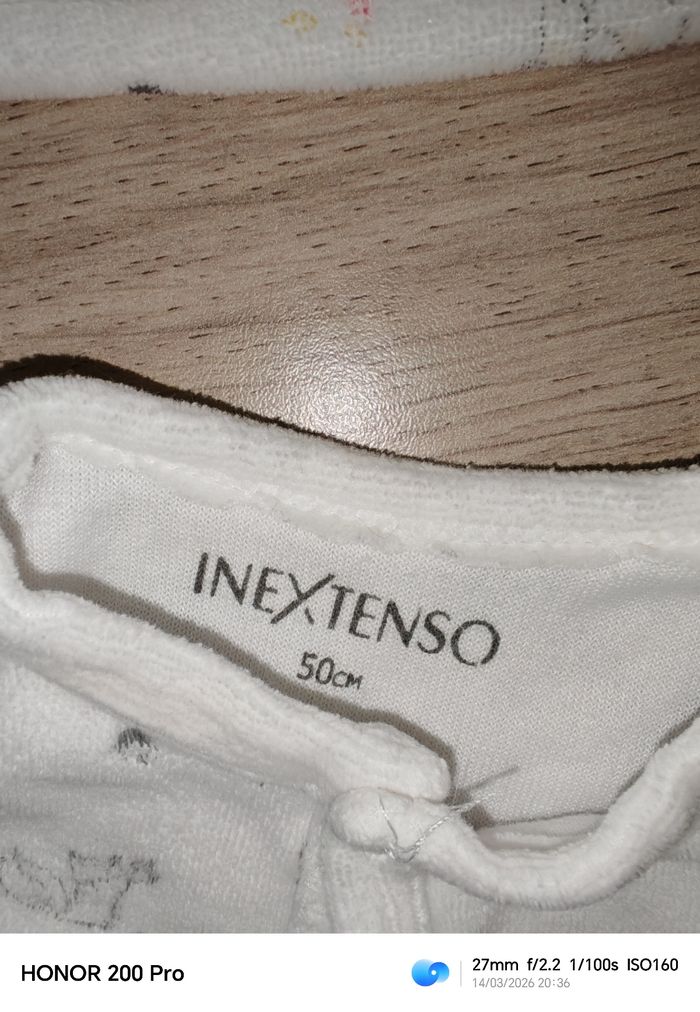 INEXTENSO
50CM
HONOR 200 Pro
27mm f/2.2 1/100s ISO160
14/03/2026 20:36